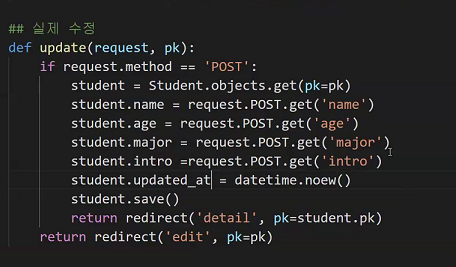 ## 실제 수정
def update(request, pk):
    if request.method == 'POST':
        student = Student.objects.get(pk=pk)
        student.name = request.POST.get('name')
        student.age = request.POST.get('age')
        student.major = request.POST.get('major')
        student.intro =request.POST.get('intro')
        student.updated_at = datetime.noew()
        student.save()
        return redirect('detail', pk=student.pk)
    return redirect('edit', pk=pk)